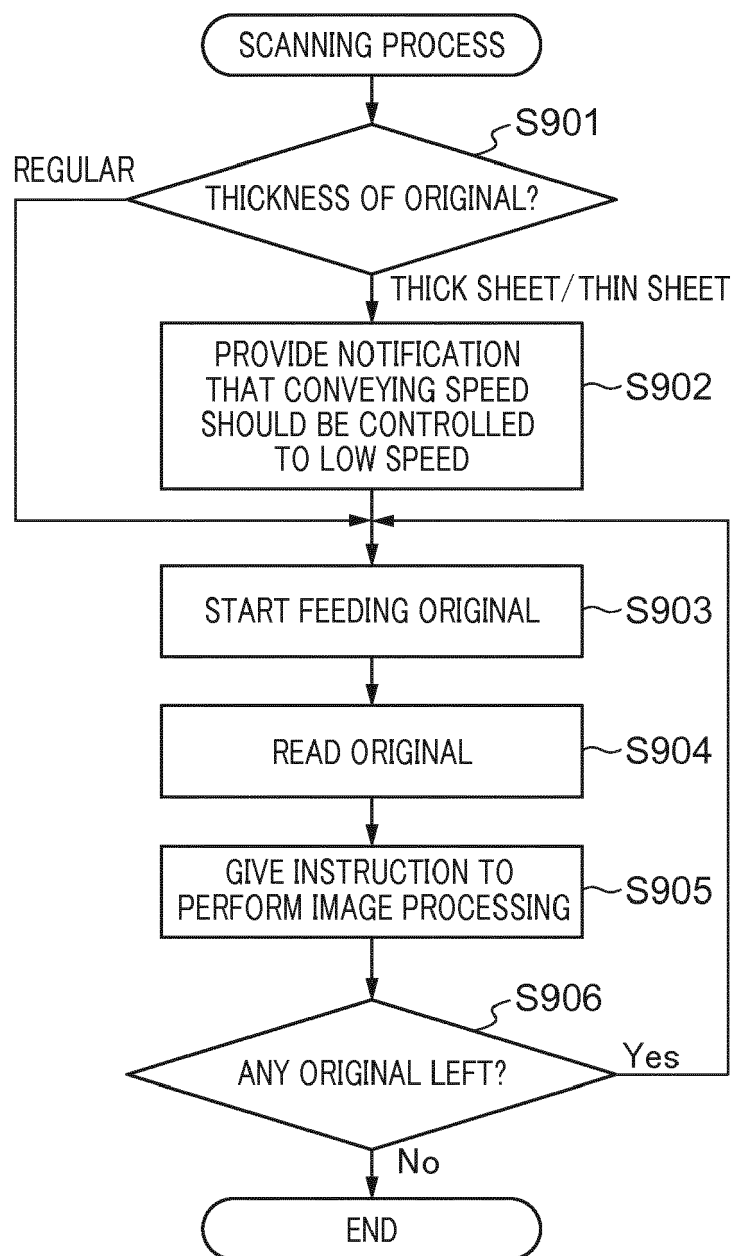 SCANNING PROCESS
S901
REGULAR
THICKNESS OF ORIGINAL?
THICK SHEET/THIN SHEET
PROVIDE NOTIFICATION
THAT CONVEYING SPEED
SHOULD BE CONTROLLED
TO LOW SPEED
S902
START FEEDING ORIGINAL
S903
READ ORIGINAL
S904
GIVE INSTRUCTION TO
PERFORM IMAGE PROCESSING
S905
S906
ANY ORIGINAL LEFT?
Yes
No
END